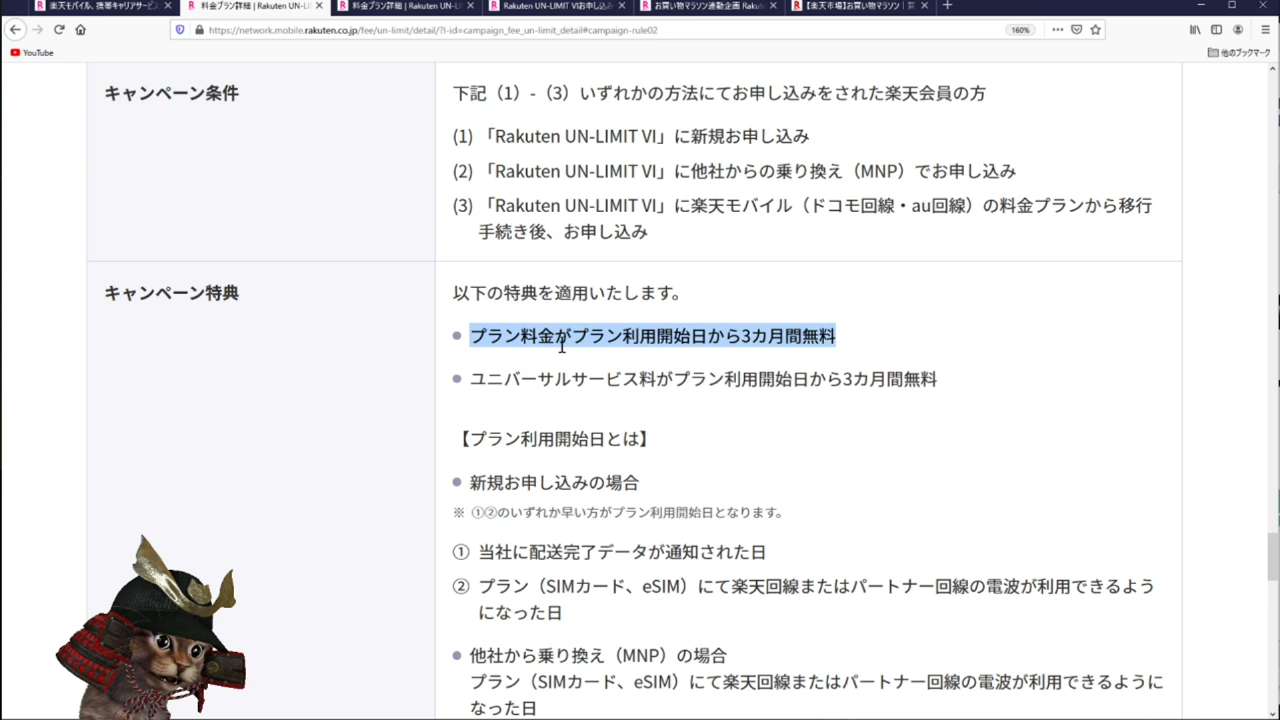 楽天モバイル、携帯キャリアサービス
料金プラン詳細 | Rakuten UN-LI
料金プラン詳細 | Rakuten UN-LI
Rakuten UN-LIMIT VIお申し込み
お買い物マラソン連動企画 Rakut
【楽天市場】お買い物マラソン｜買
https://network.mobile.rakuten.co.jp/fee/un-limit/detail/?l-id=campaign_fee_un-limit_detail#campaign-rule02
160%
YouTube
他のブックマーク
キャンペーン条件
下記（1）-（3）いずれかの方法にてお申し込みをされた楽天会員の方
(1) 「Rakuten UN-LIMIT VI」に新規お申し込み
(2) 「Rakuten UN-LIMIT VI」に他社からの乗り換え（MNP）でお申し込み
(3) 「Rakuten UN-LIMIT VI」に楽天モバイル（ドコモ回線・au回線）の料金プランから移行
手続き後、お申し込み
キャンペーン特典
以下の特典を適用いたします。
プラン料金がプラン利用開始日から3カ月間無料
ユニバーサルサービス料がプラン利用開始日から3カ月間無料
【プラン利用開始日とは】
新規お申し込みの場合
※ ①②のいずれか早い方がプラン利用開始日となります。
① 当社に配送完了データが通知された日
② プラン（SIMカード、eSIM）にて楽天回線またはパートナー回線の電波が利用できるよう
になった日
他社から乗り換え（MNP）の場合
プラン（SIMカード、eSIM）にて楽天回線またはパートナー回線の電波が利用できるように
なった日